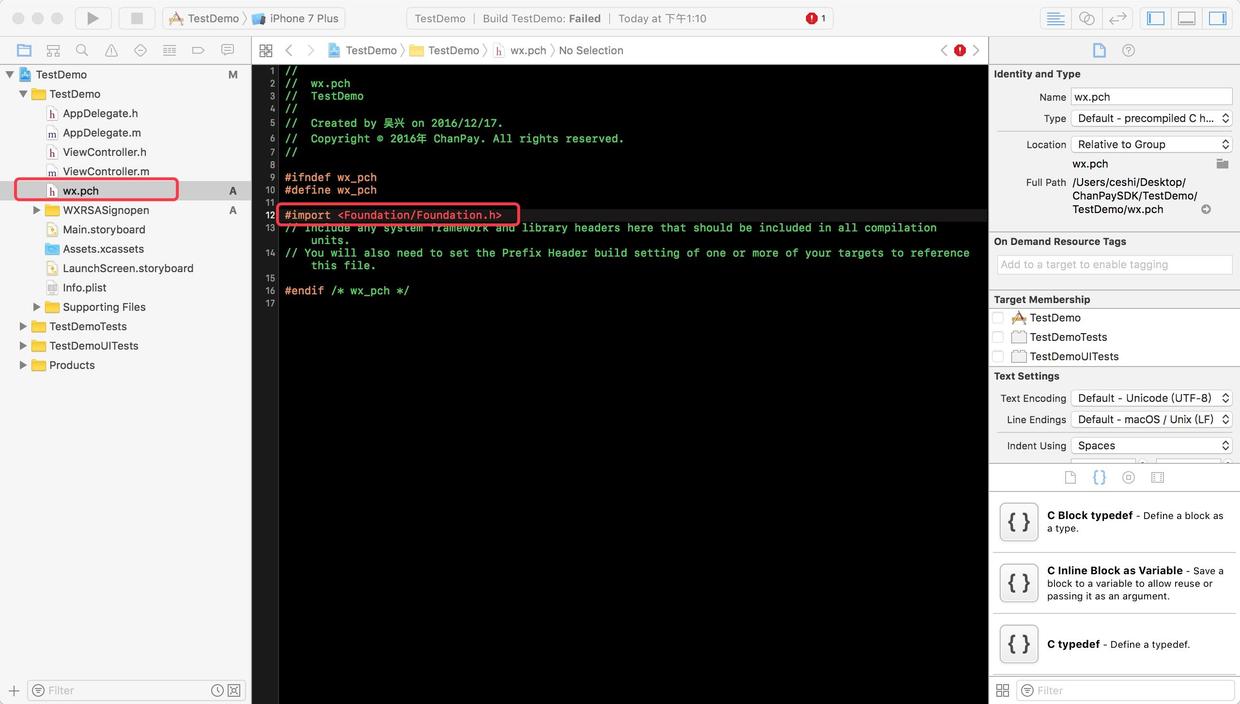 TestDemo 〉 iPhone 7 Plus
TestDemo | Build TestDemo: Failed | Today at 下午1:10
1
TestDemo 〉 TestDemo 〉 wx.pch 〉 No Selection
TestDemo M
TestDemo
AppDelegate.h
AppDelegate.m
ViewController.h
ViewController.m
wx.pch A
WXRSASignopen A
Main.storyboard
Assets.xcassets
LaunchScreen.storyboard
Info.plist
Supporting Files
TestDemoTests
TestDemoUITests
Products
Filter
1 //
2 //  wx.pch
3 //  TestDemo
4 //
5 //  Created by 吴兴 on 2016/12/17.
6 //  Copyright © 2016年 ChanPay. All rights reserved.
7 //
8
9 #ifndef wx_pch
10 #define wx_pch
11
12 #import <Foundation/Foundation.h>
13 // Include any system framework and library headers here that should be included in all compilation
units.
14 // You will also need to set the Prefix Header build setting of one or more of your targets to reference
this file.
15
16 #endif /* wx_pch */
17
Identity and Type
Name wx.pch
Type Default - precompiled C h...
Location Relative to Group
wx.pch
Full Path /Users/ceshi/Desktop/
ChanPaySDK/TestDemo/
TestDemo/wx.pch
On Demand Resource Tags
Add to a target to enable tagging
Target Membership
TestDemo
TestDemoTests
TestDemoUITests
Text Settings
Text Encoding Default - Unicode (UTF-8)
Line Endings Default - macOS / Unix (LF)
Indent Using Spaces
{ } C Block typedef - Define a block as
a type.
{ } C Inline Block as Variable - Save a
block to a variable to allow reuse or
passing it as an argument.
{ } C typedef - Define a typedef.
Filter